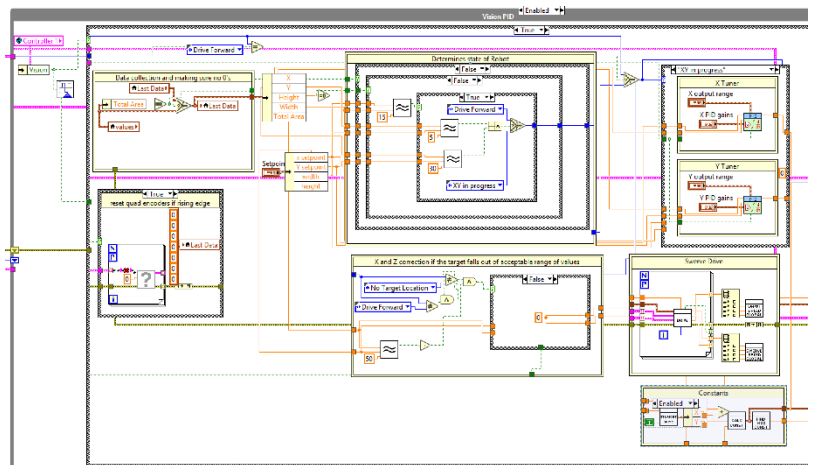 Enabled
Vision PID
True
Controller
Vision
Drive Forward
Data collection and making sure no 0's
Last Data
Total Area
Last Data
values
X
Y
Height
Width
Total Area
Setpoint
X setpoint
Y setpoint
width
height
Determines state of Robot
False
False
True
Drive Forward
15
5
XY in progress
"XY in progress"
X Tuner
X output range
X PID gains
Y Tuner
Y output range
Y PID gains
0
True
reset quad encoders if rising edge
Last Data
0
X and Z correction if the target falls out of acceptable range of values
No Target Location
Drive Forward
50
False
0
Swerve Drive
Constants
Enabled
X
Y